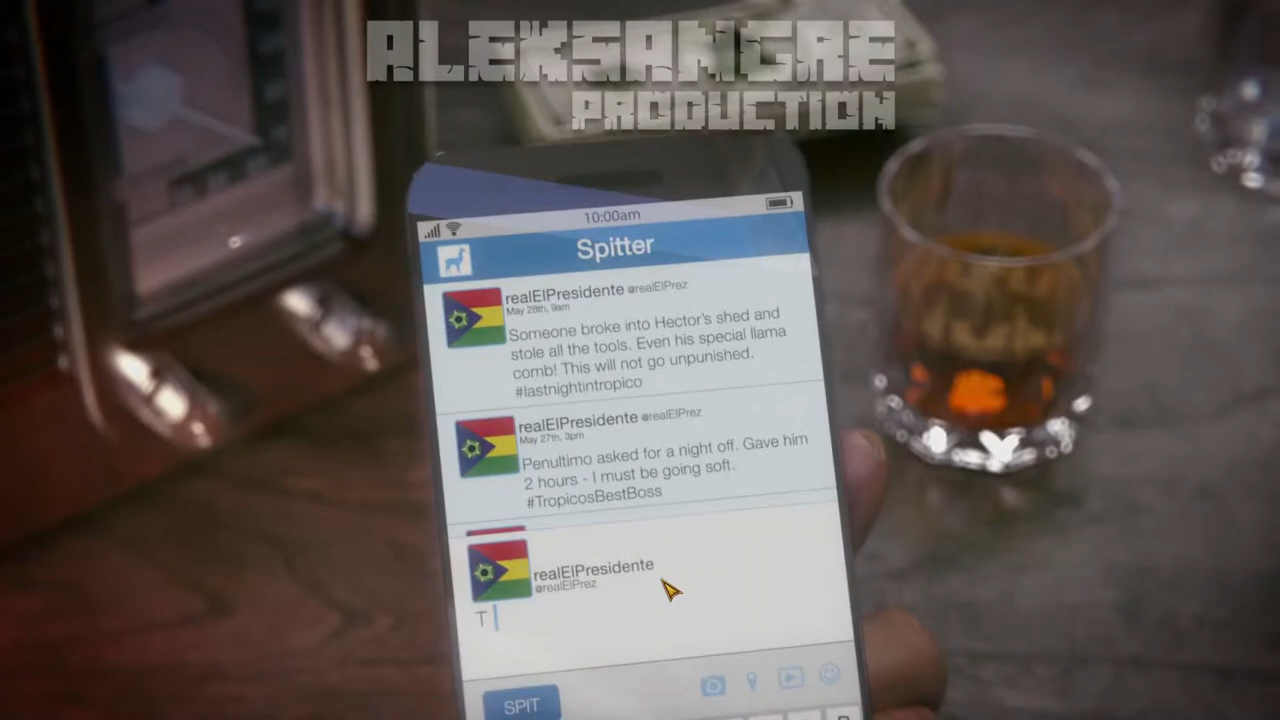 ALEKSANGRE
PRODUCTION
10:00am
Spitter
realElPresidente @realElPrez
May 28th, 9am
Someone broke into Hector's shed and
stole all the tools. Even his special llama
comb! This will not go unpunished.
#lastnightintropico
realElPresidente @realElPrez
May 27th, 3pm
Penultimo asked for a night off. Gave him
2 hours - I must be going soft.
#TropicosBestBoss
realElPresidente
@realElPrez
T
SPIT